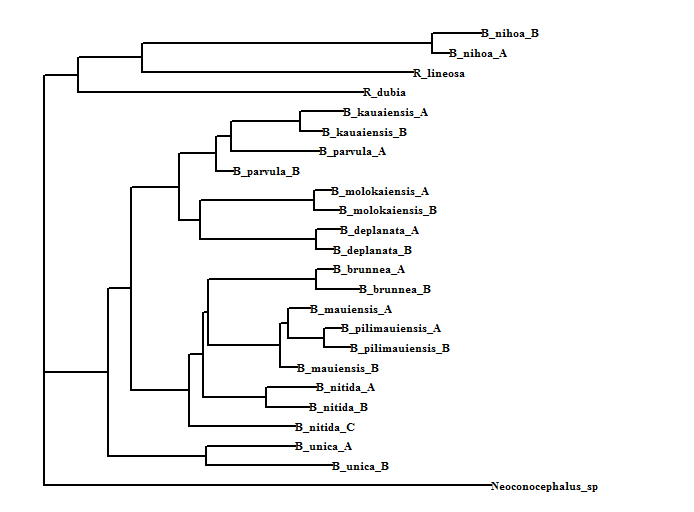 B_nihoa_B
B_nihoa_A
R_lineosa
R_dubia
B_kauaiensis_A
B_kauaiensis_B
B_parvula_A
B_parvula_B
B_molokaiensis_A
B_molokaiensis_B
B_deplanata_A
B_deplanata_B
B_brunnea_A
B_brunnea_B
B_mauiensis_A
B_pilimauiensis_A
B_pilimauiensis_B
B_mauiensis_B
B_nitida_A
B_nitida_B
B_nitida_C
B_unica_A
B_unica_B
Neoconocephalus_sp